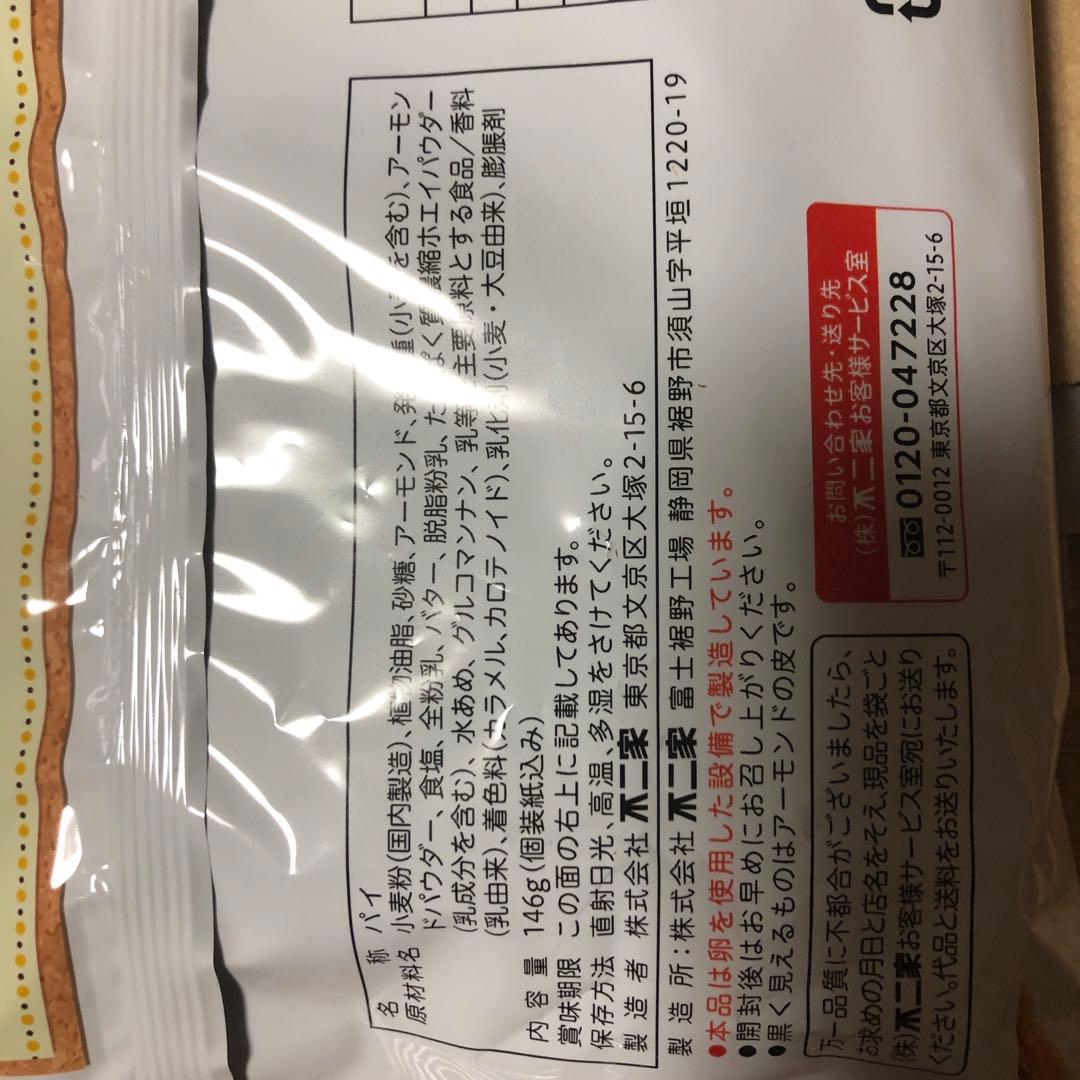 名称 パイ
原材料名 小麦粉(国内製造)、植物油脂、砂糖、アーモンド、発 種(小 を含む)、アーモン
ドパウダー、食塩、全粉乳、バター、脱脂粉乳、た ぱく質濃縮ホエイパウダー
(乳成分を含む)、水あめ、グルコマンナン、乳等 主要原料とする食品/香料
(乳由来)、着色料(カラメル、カロテノイド)、乳化剤(小麦・大豆由来)、膨脹剤
内容量 146g(個装紙込み)
賞味期限 この面の右上に記載してあります。
保存方法 直射日光、高温、多湿をさけてください。
製造者 株式会社 不二家 東京都文京区大塚2-15-6
製造所:株式会社 不二家 富士裾野工場 静岡県裾野市須山字平垣1220-19
●本品は卵を使用した設備で製造しています。
●開封後はお早めにお召し上がりください。
●黒く見えるものはアーモンドの皮です。
万一品質に不都合がございましたら、
お求めの月日と店名をそえ、現品を袋ごと
(株)不二家お客様サービス室宛にお送り
ください。代品と送料をお送りいたします。
お問い合わせ先・送り先
(株)不二家お客様サービス室
0120-047228
〒112-0012 東京都文京区大塚2-15-6